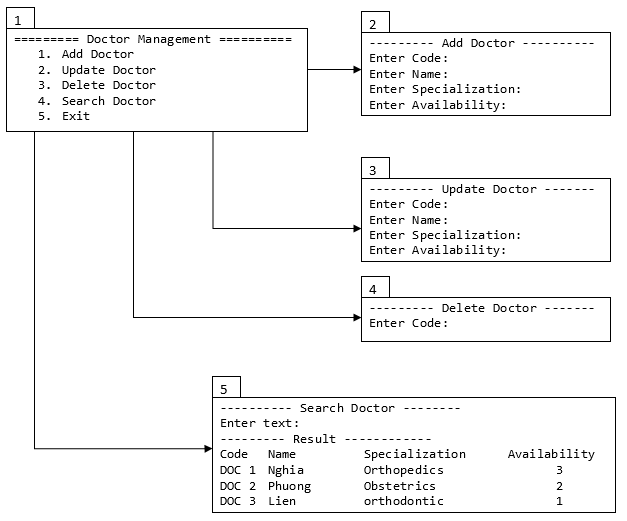 1
========= Doctor Management ==========
1. Add Doctor
2. Update Doctor
3. Delete Doctor
4. Search Doctor
5. Exit
2
--------- Add Doctor ----------
Enter Code:
Enter Name:
Enter Specialization:
Enter Availability:
3
--------- Update Doctor -------
Enter Code:
Enter Name:
Enter Specialization:
Enter Availability:
4
--------- Delete Doctor -------
Enter Code:
5
---------- Search Doctor --------
Enter text:
--------- Result ------------
Code Name Specialization Availability
DOC 1 Nghia Orthopedics 3
DOC 2 Phuong Obstetrics 2
DOC 3 Lien orthodontic 1